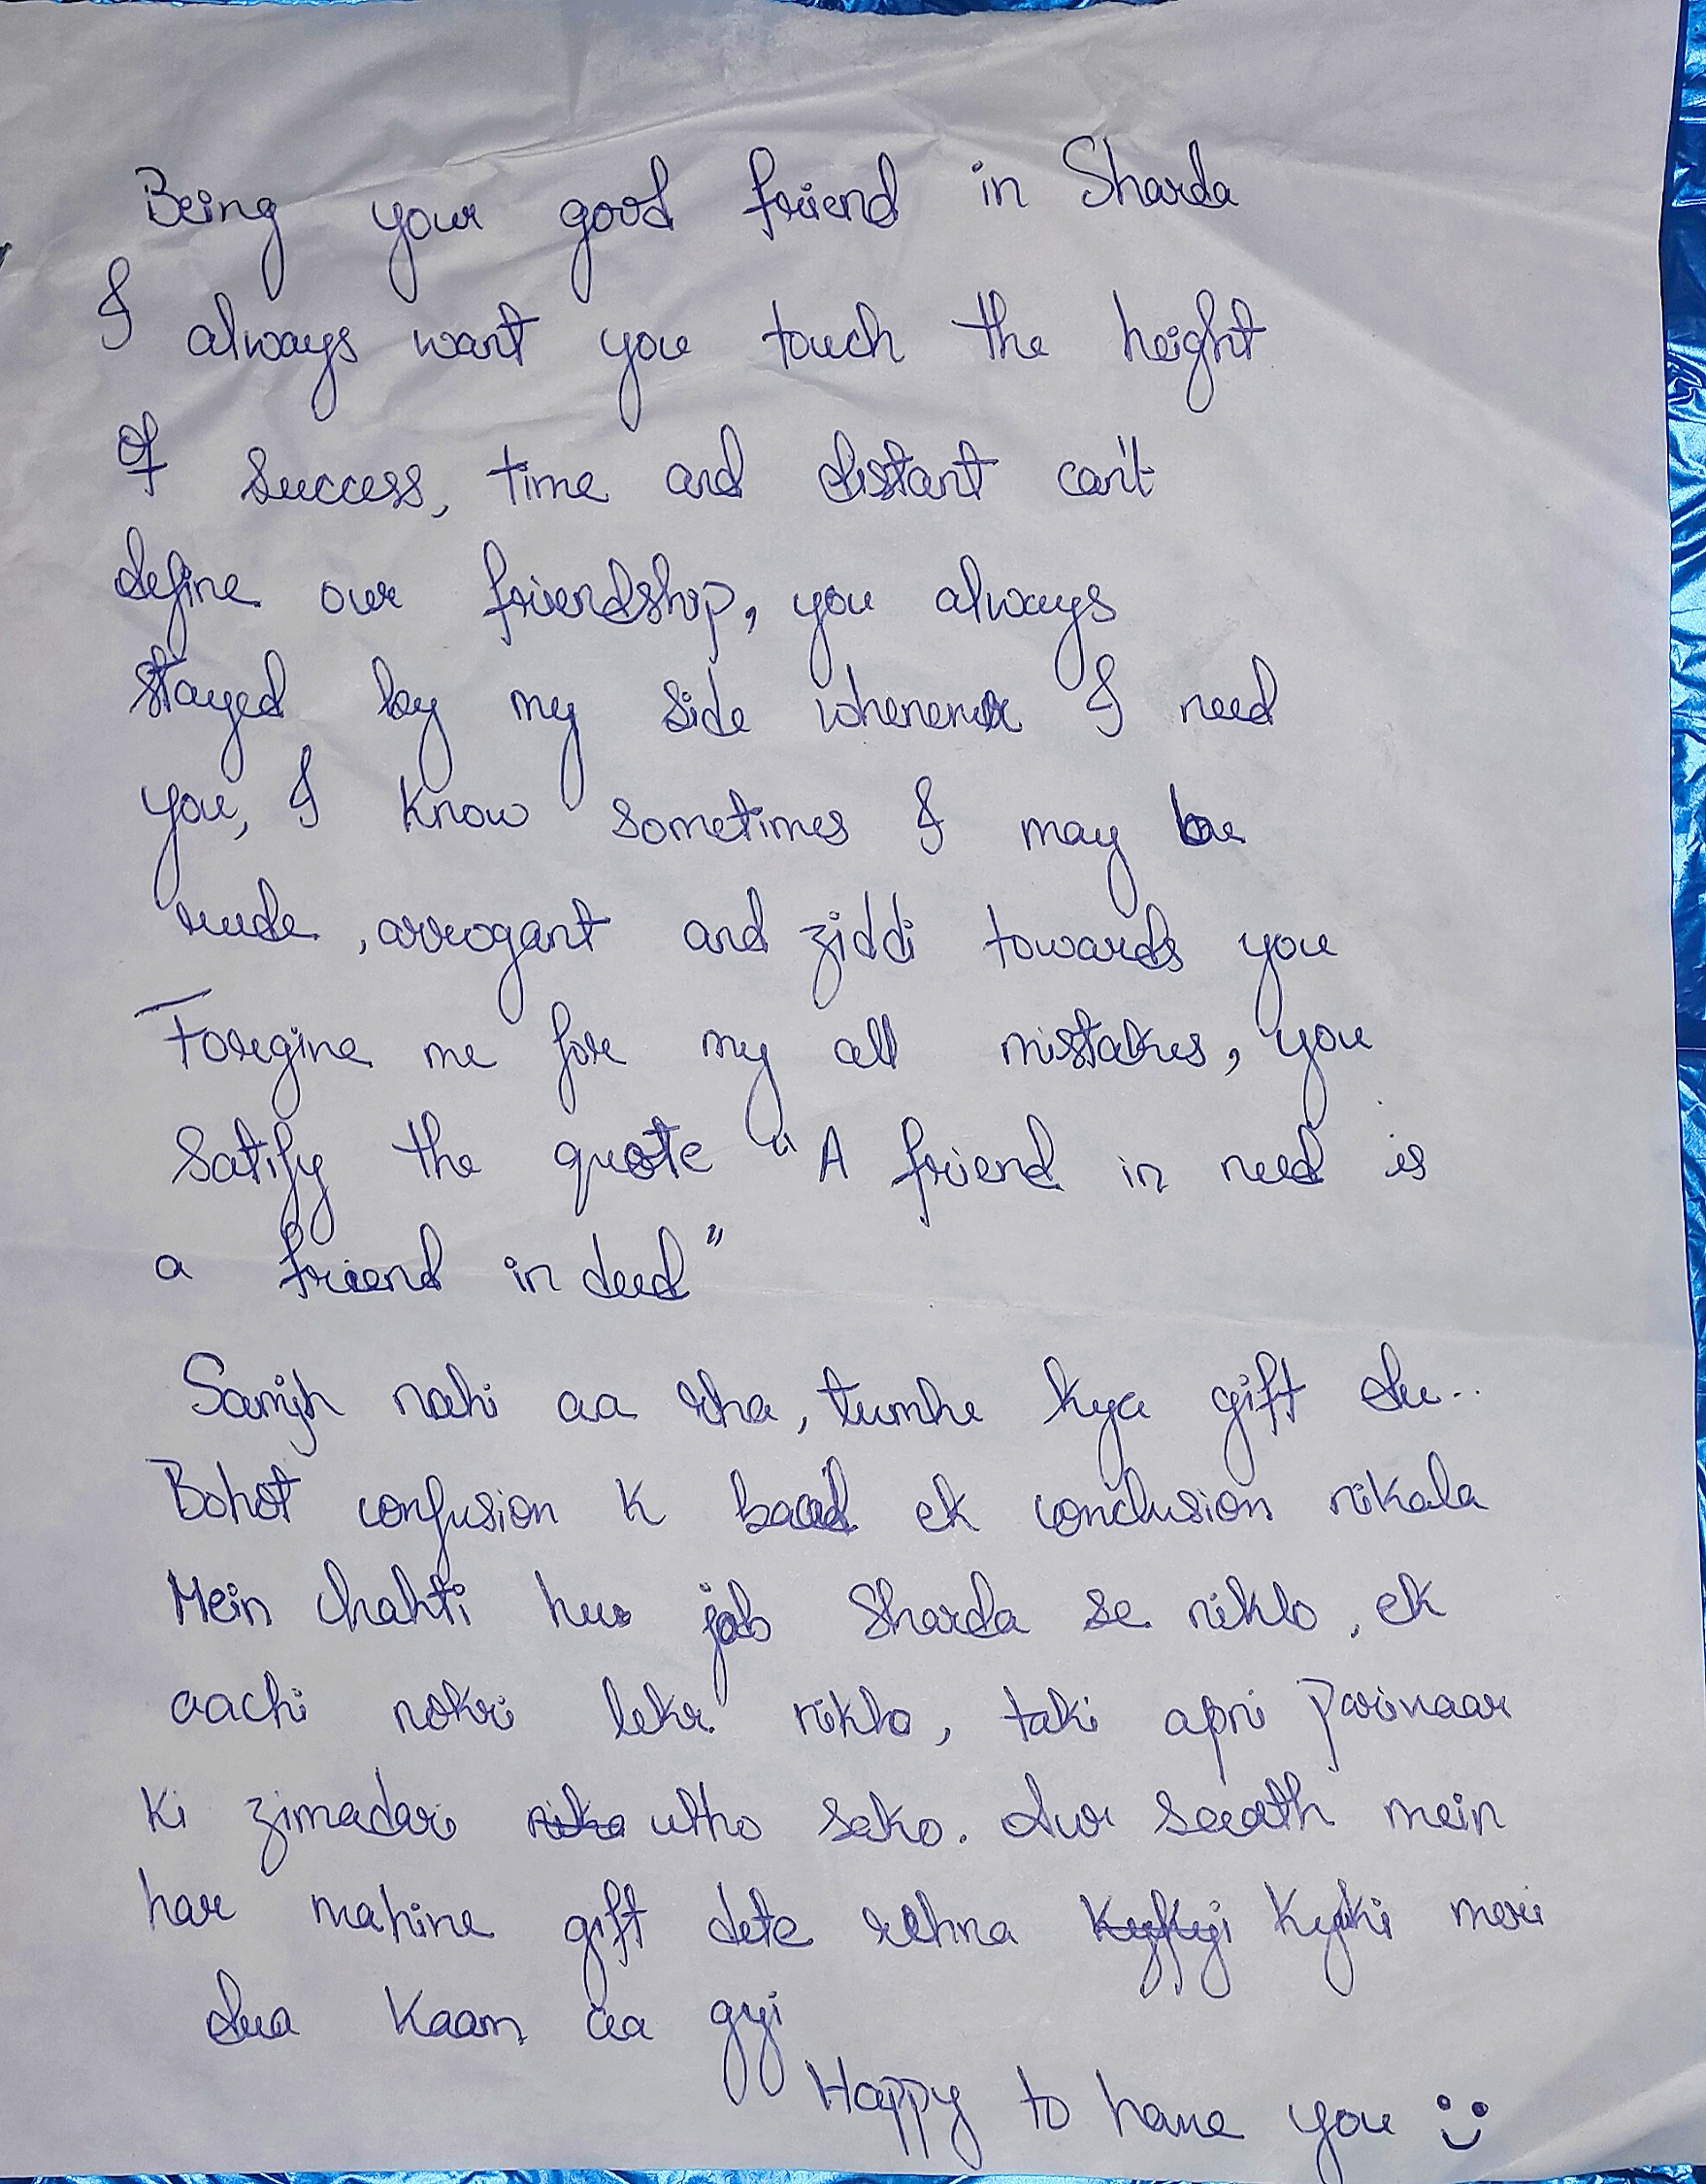 Being your good friend in Sharda
I always want you touch the height
Of success, time and distant can't
define our friendship, you always
stayed by my side whenever I need
you, I know sometimes I may be
rude, arrogant and ziddi towards you
Foregive me for my all mistakes, you
satify the quote "A friend in need is
a friend in deed"
Samjh nahi aa rha, tumhe kya gift du..
Bohot confusion K baad ek conclusion nikala
Mein chahti hu jab Sharda se niklo, ek
aachi nokri lekr niklo, taki apni Parivaar
Ki zimadari utho sako. Aur saath mein
har mahine gift dete rehna Kyuki meri
dua Kaam aa gyi
Happy to have you :)